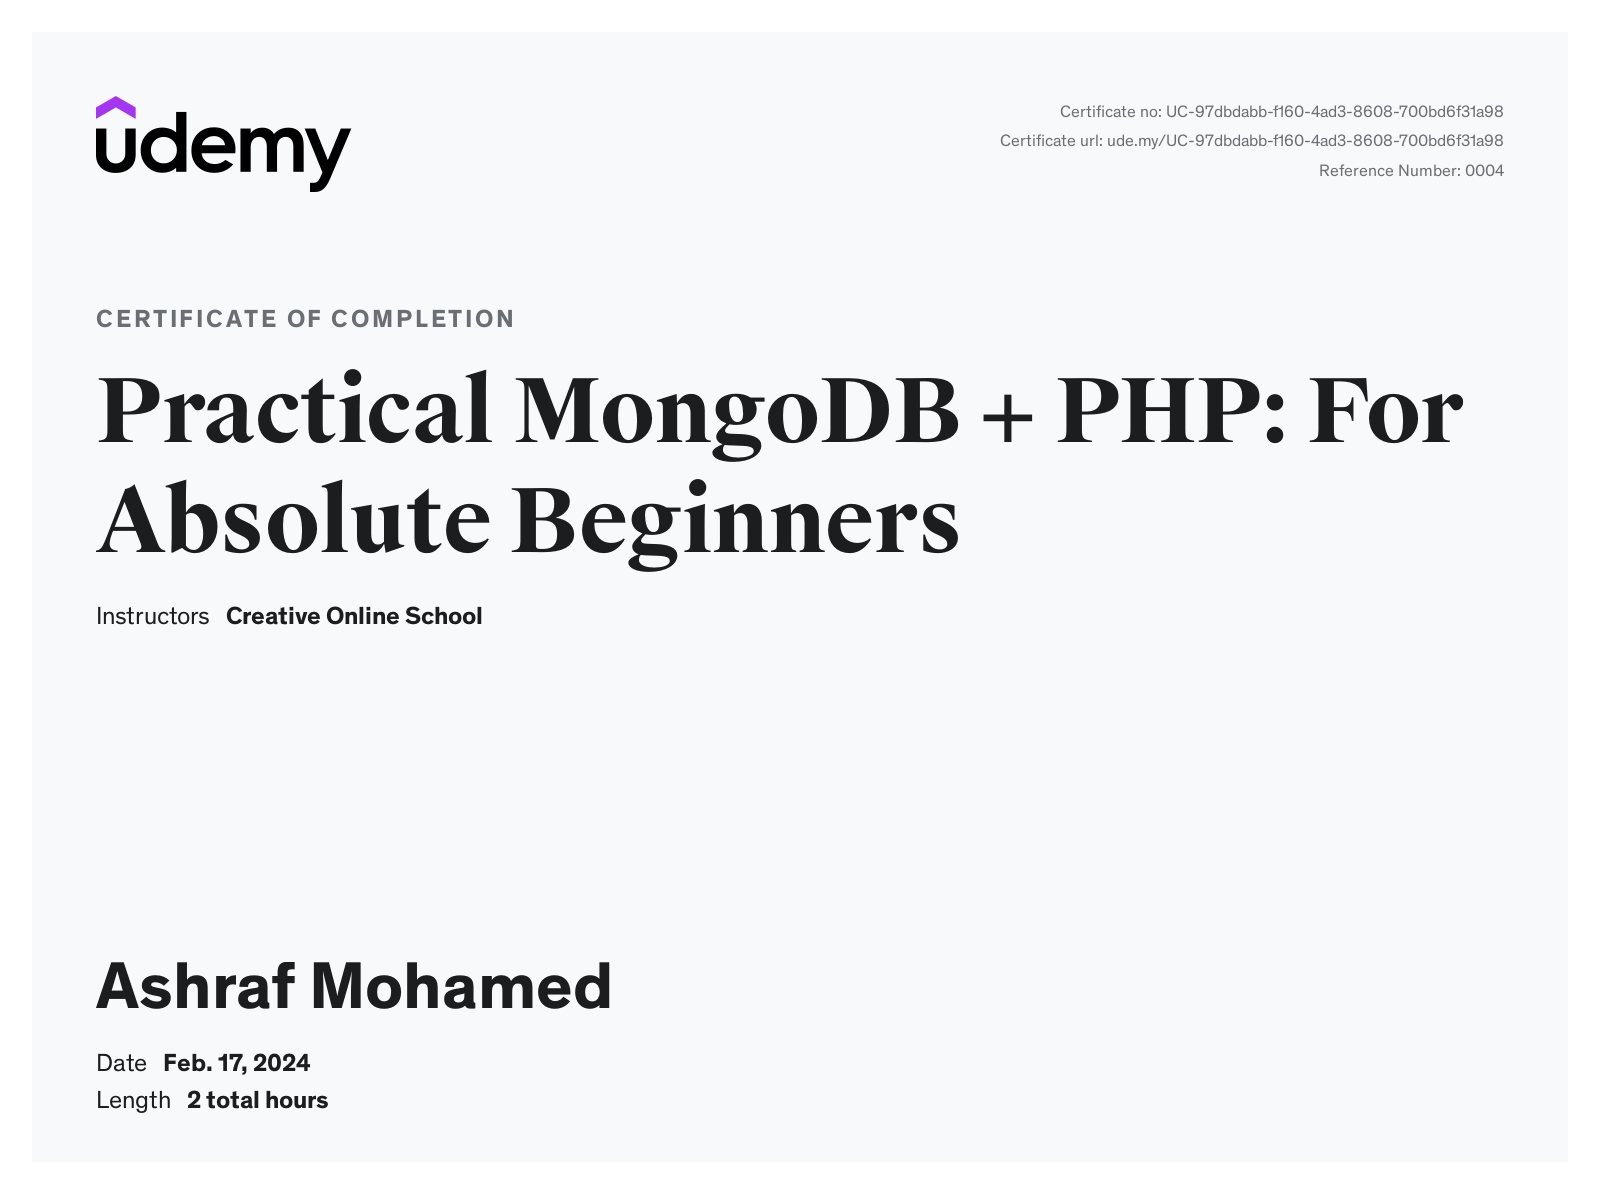 udemy
Certificate no: UC-97dbdabb-f160-4ad3-8608-700bd6f31a98
Certificate url: ude.my/UC-97dbdabb-f160-4ad3-8608-700bd6f31a98
Reference Number: 0004
CERTIFICATE OF COMPLETION
Practical MongoDB + PHP: For
Absolute Beginners
Instructors Creative Online School
Ashraf Mohamed
Date Feb. 17, 2024
Length 2 total hours